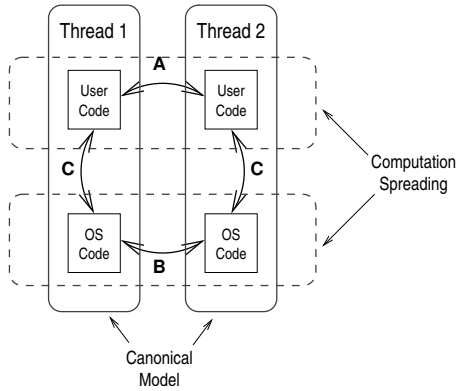 Thread 1
Thread 2
A
User
Code
User
Code
C
C
Computation
Spreading
OS
Code
OS
Code
B
Canonical
Model